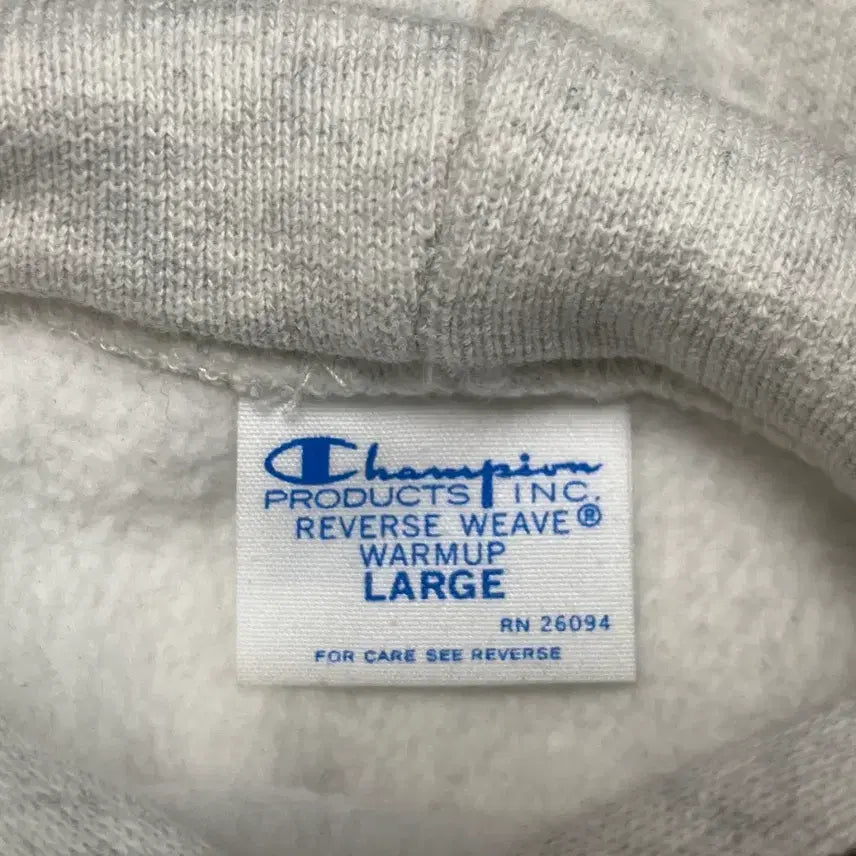 Champion
PRODUCTS INC.
REVERSE WEAVE®
WARMUP
LARGE
RN 26094
FOR CARE SEE REVERSE